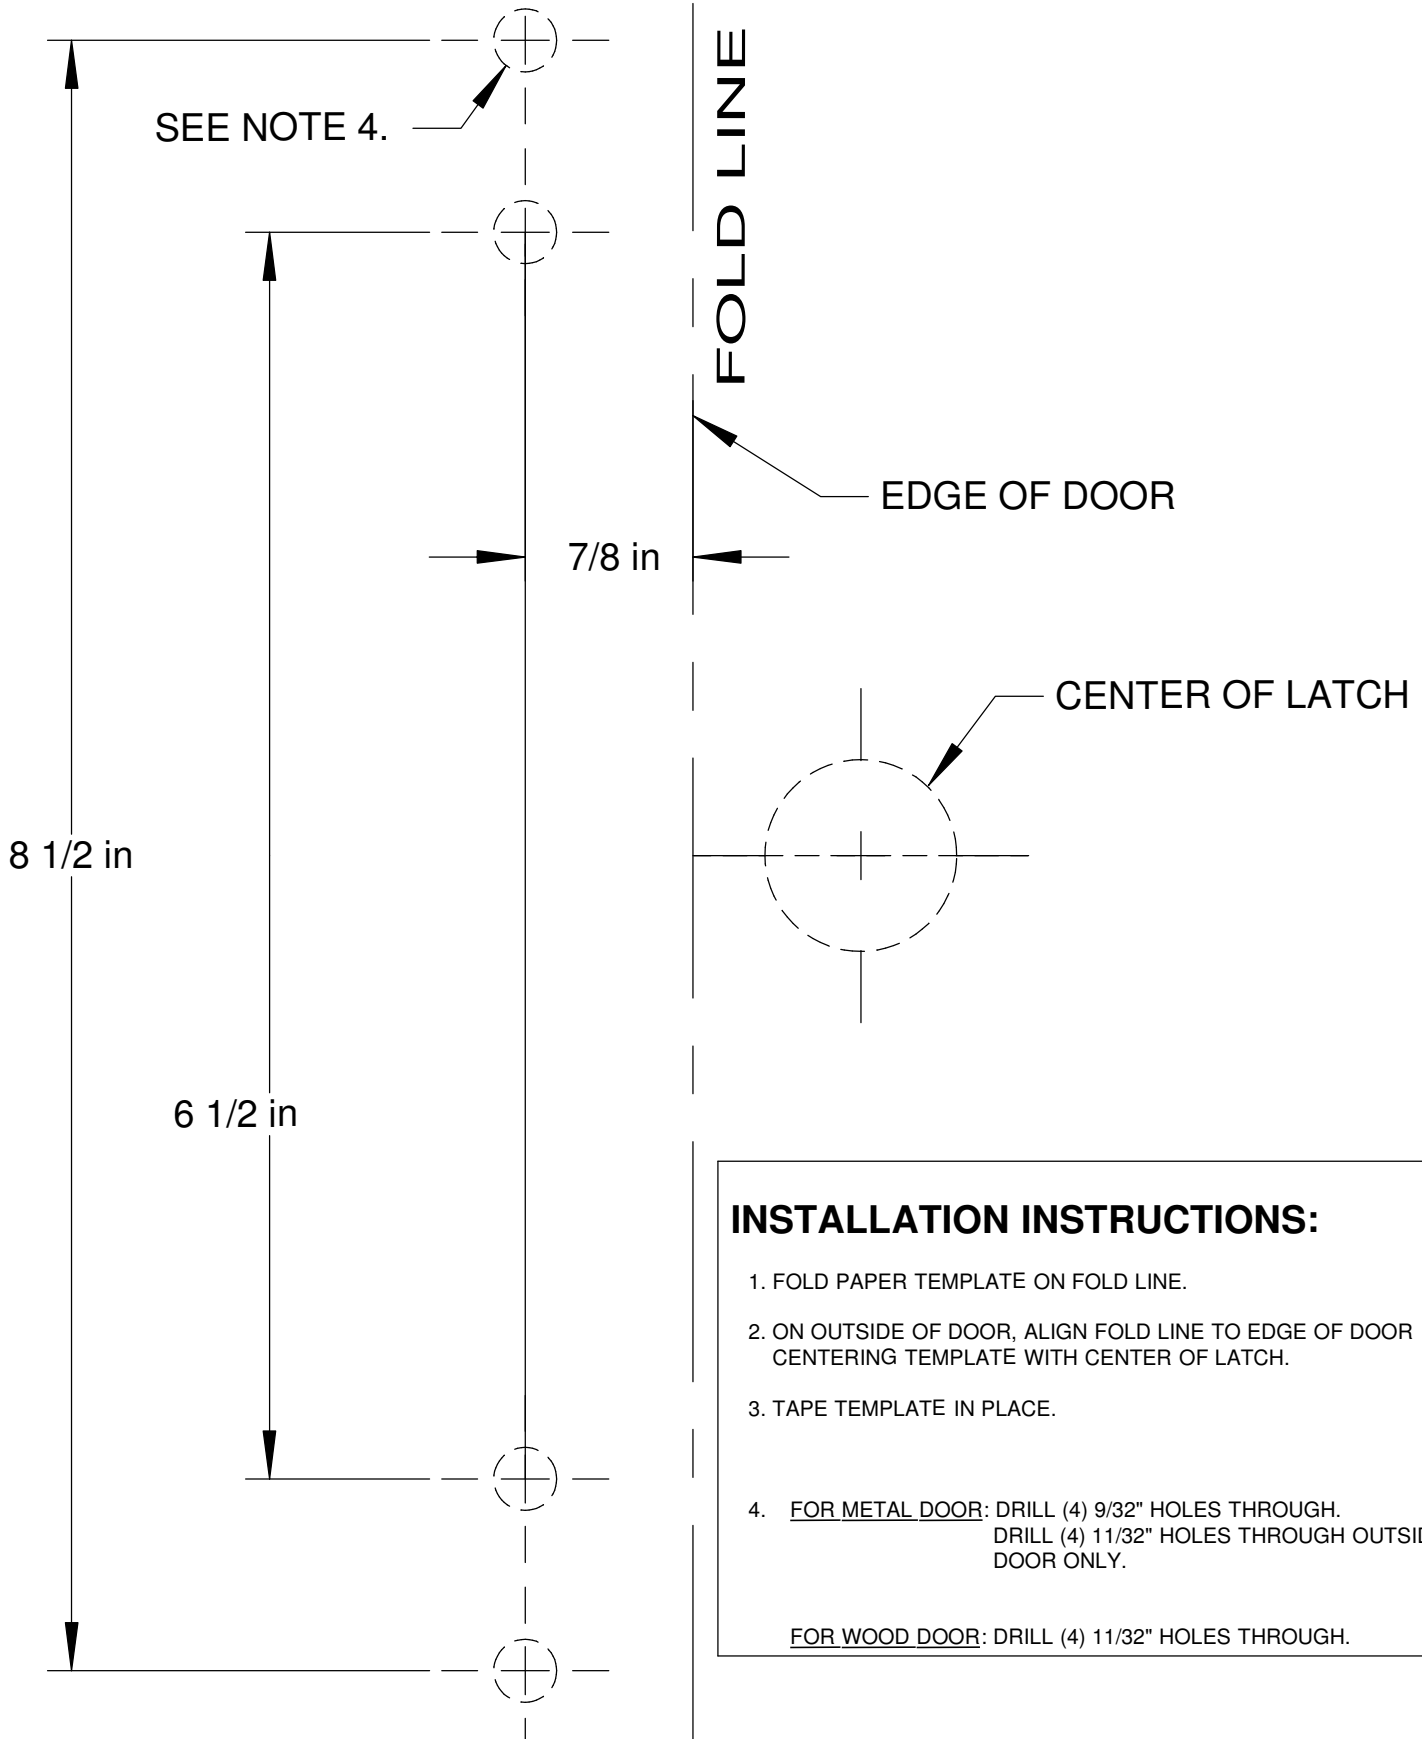 FOLD LINE
SEE NOTE 4.
EDGE OF DOOR
7/8 in
CENTER OF LATCH
8 1/2 in
6 1/2 in
INSTALLATION INSTRUCTIONS:
1. FOLD PAPER TEMPLATE ON FOLD LINE.
2. ON OUTSIDE OF DOOR, ALIGN FOLD LINE TO EDGE OF DOOR
CENTERING TEMPLATE WITH CENTER OF LATCH.
3. TAPE TEMPLATE IN PLACE.
4. FOR METAL DOOR: DRILL (4) 9/32" HOLES THROUGH.
DRILL (4) 11/32" HOLES THROUGH
DOOR ONLY.
FOR WOOD DOOR: DRILL (4) 11/32" HOLES THROUGH.